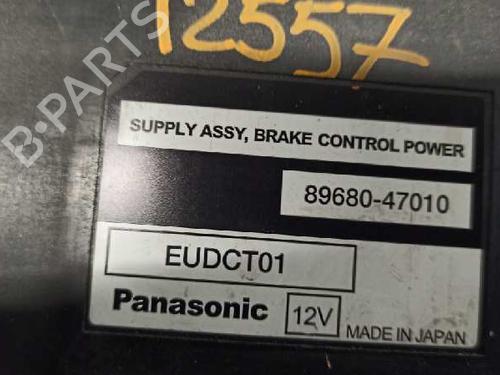 12557
SUPPLY ASSY, BRAKE CONTROL POWER
89680-47010
EUDCT01
Panasonic 12V MADE IN JAPAN
B-PARTS